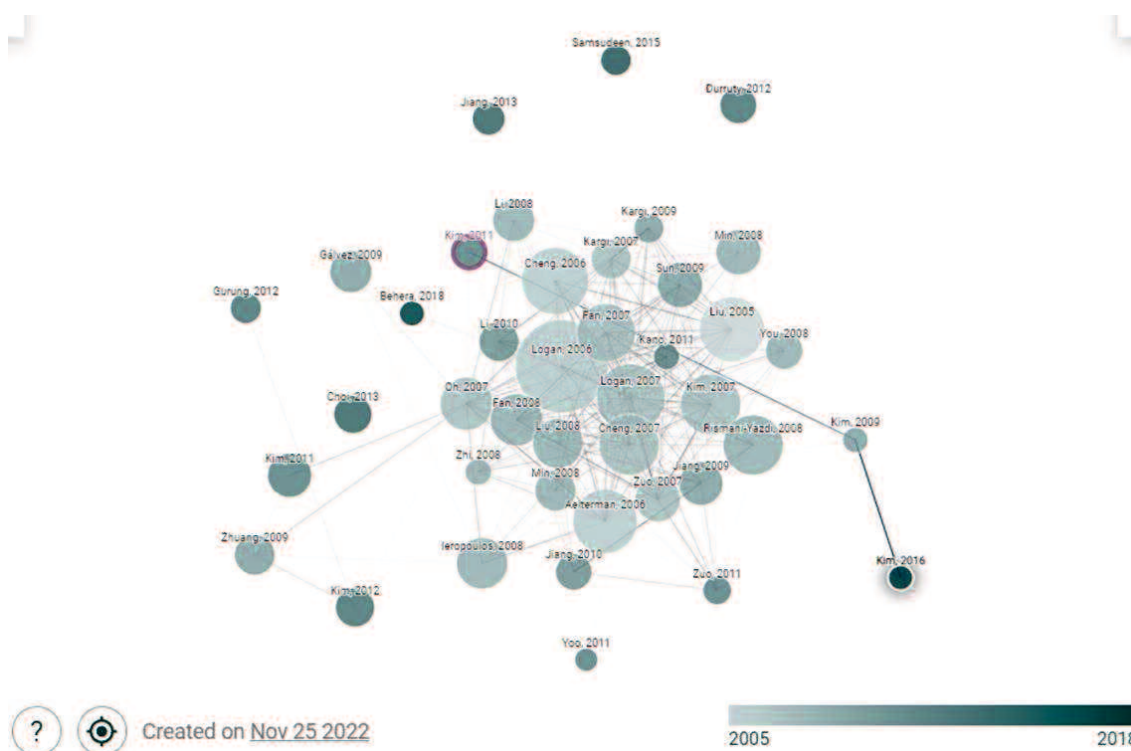 Samsudeen, 2015
Durruty, 2012
Jiang, 2013
Li, 2008
Kargi, 2009
Kim, 2011
Kargi, 2007
Min, 2008
Gálvez, 2009
Cheng, 2006
Sun, 2009
Gurung, 2012
Behera, 2018
Fan, 2007
Liu, 2005
Li, 2010
Kano, 2011
You, 2008
Logan, 2006
Oh, 2007
Logan, 2007
Kim, 2007
Choi, 2013
Fan, 2008
Kim, 2009
Liu, 2008
Cheng, 2007
Rismani-Yazdi, 2008
Kim, 2011
Zhi, 2008
Min, 2008
Zuo, 2007
Jiang, 2009
Aelterman, 2006
Zhuang, 2009
Ieropoulos, 2008
Jiang, 2010
Kim, 2016
Kim, 2012
Zuo, 2011
Yoo, 2011
? Created on Nov 25 2022
2005 2018